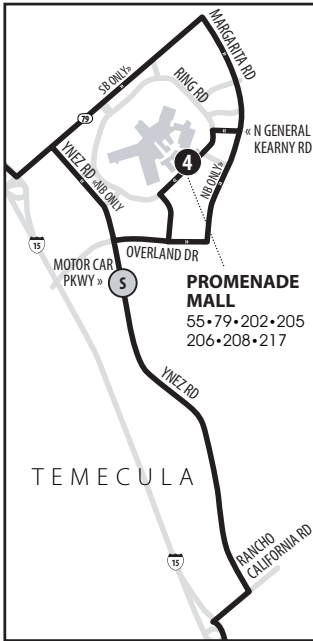 SB ONLY»
MARGARITA RD
79
RING RD
YNEZ RD
«NB ONLY
« N GENERAL
KEARNY RD
4
NB ONLY»
15
MOTOR CAR
PKWY »
OVERLAND DR
S
PROMENADE
MALL
55•79•202•205
206•208•217
YNEZ RD
TEMECULA
15
RANCHO
CALIFORNIA RD